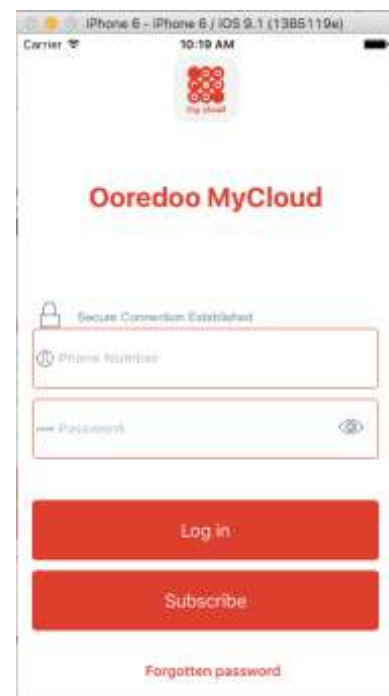 iPhone 6 - iPhone 6 / iOS 9.1 (13B5119e)
Carrier 10:19 AM
my cloud
Ooredoo MyCloud
Secure Connection Established
Phone Number
Password
Log in
Subscribe
Forgotten password